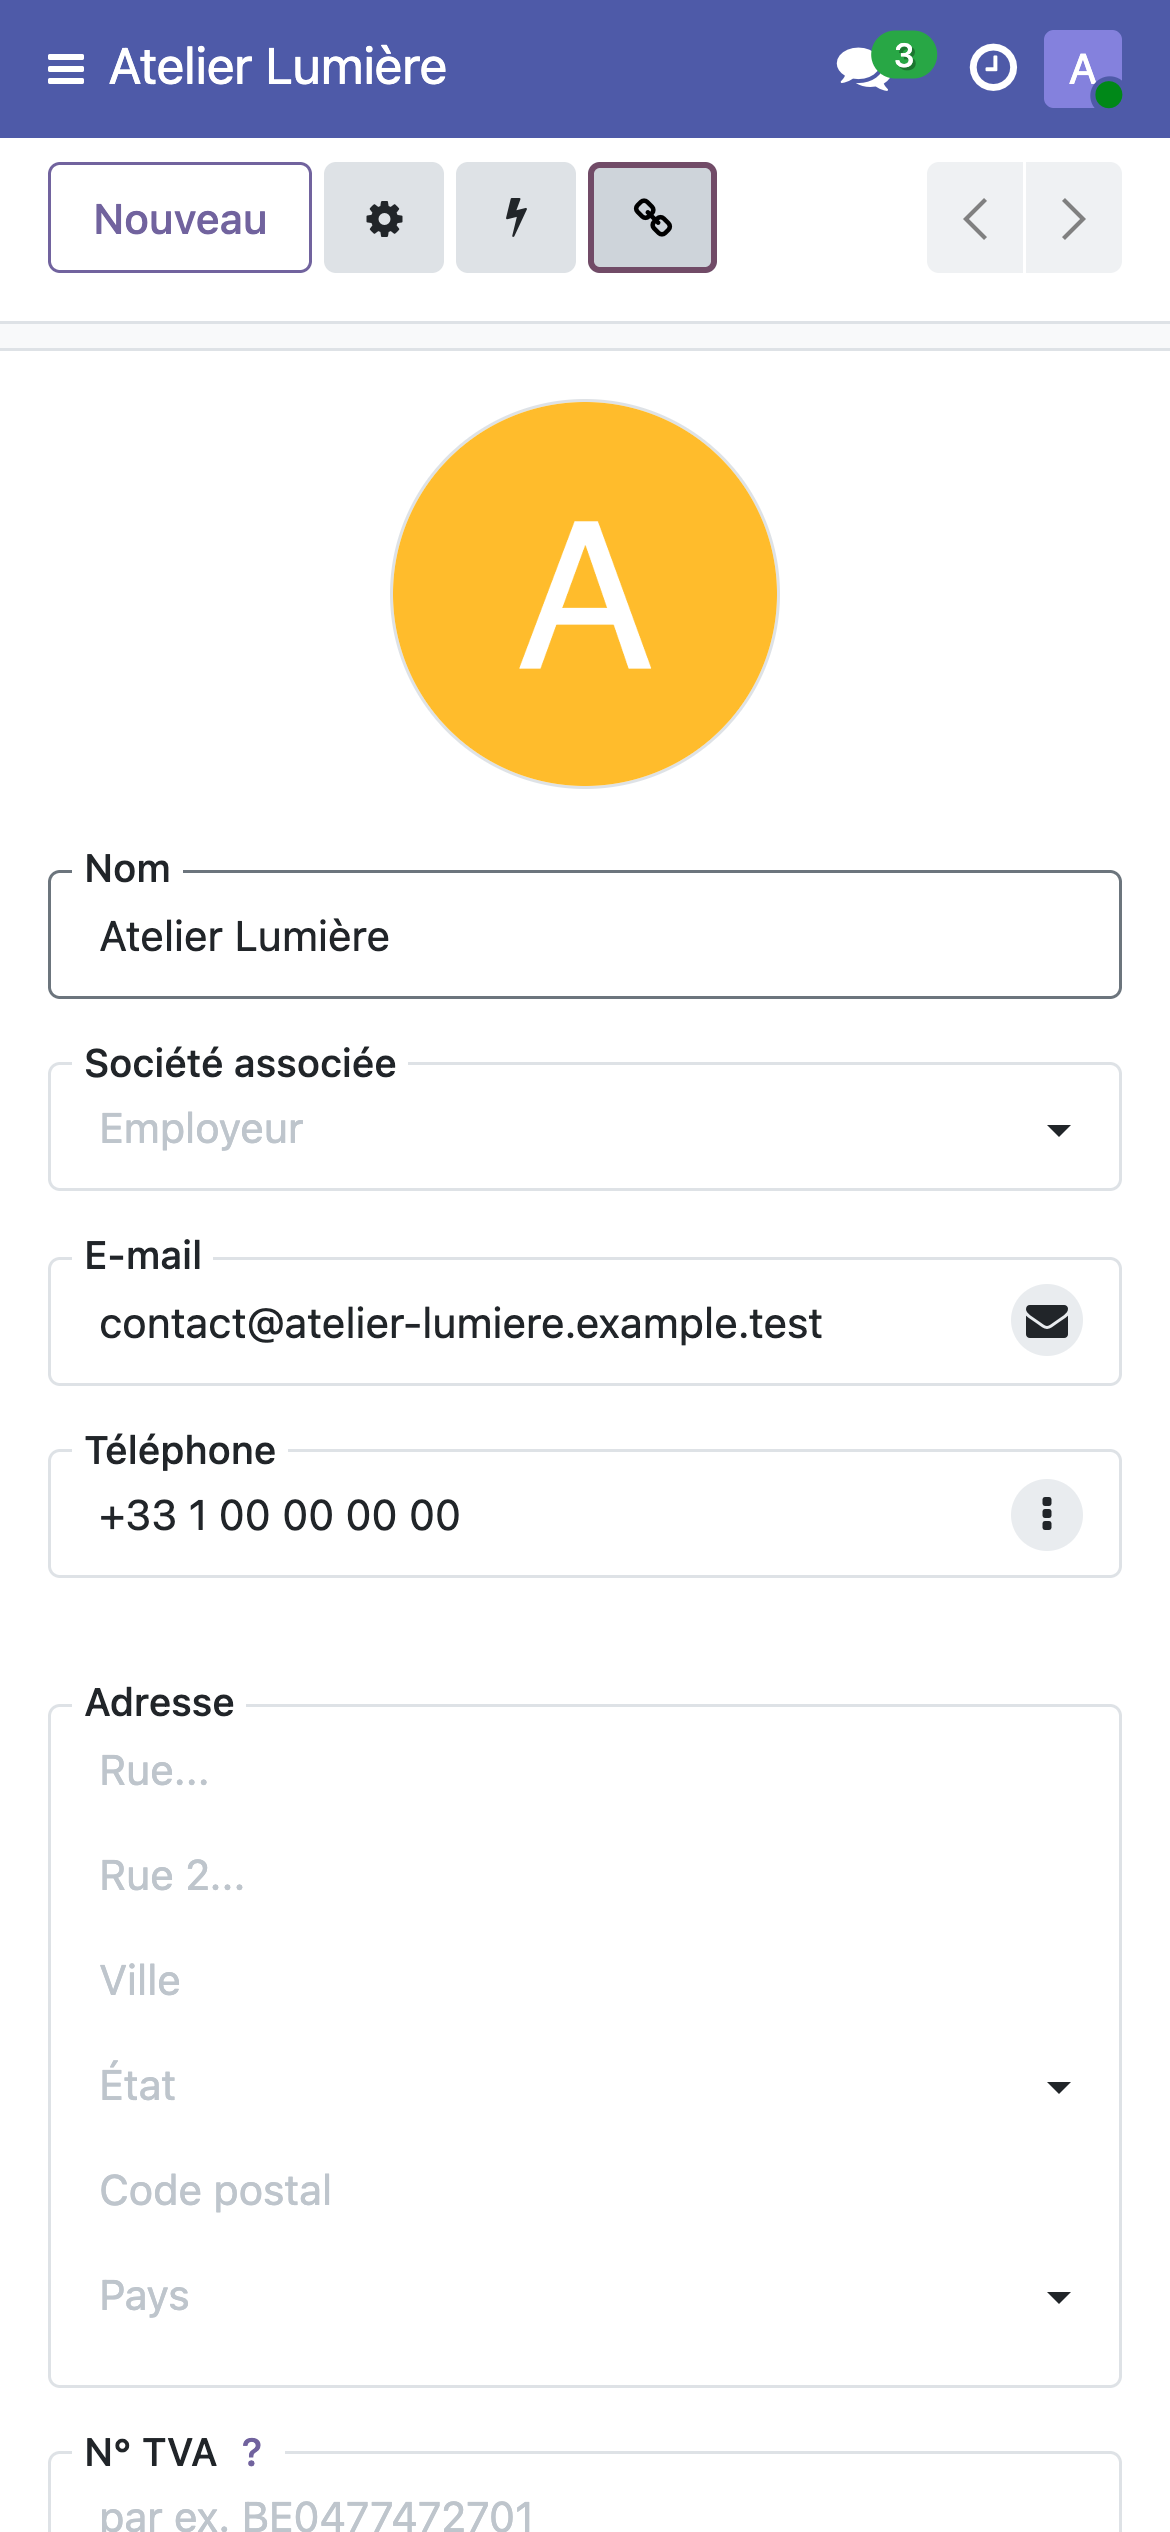 Atelier Lumière
3
A
Nouveau
A
Nom
Atelier Lumière
Société associée
Employeur
E-mail
contact@atelier-lumiere.example.test
Téléphone
+33 1 00 00 00 00
Adresse
Rue...
Rue 2...
Ville
État
Code postal
Pays
N° TVA ?
par ex. BE0477472701